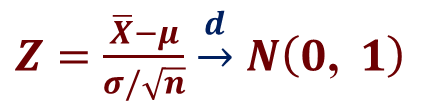 Z = X̄−μ / σ/√n →ᵈ N(0, 1)